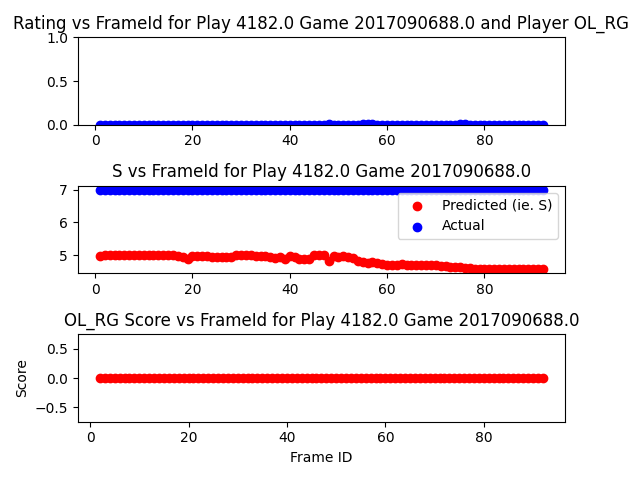 Rating vs FrameId for Play 4182.0 Game 2017090688.0 and Player OL_RG
1.0
0.5
0.0
0 20 40 60 80
S vs FrameId for Play 4182.0 Game 2017090688.0
7
6
5
Predicted (ie. S)
Actual
0 20 40 60 80
OL_RG Score vs FrameId for Play 4182.0 Game 2017090688.0
Score
0.5
0.0
−0.5
0 20 40 60 80
Frame ID